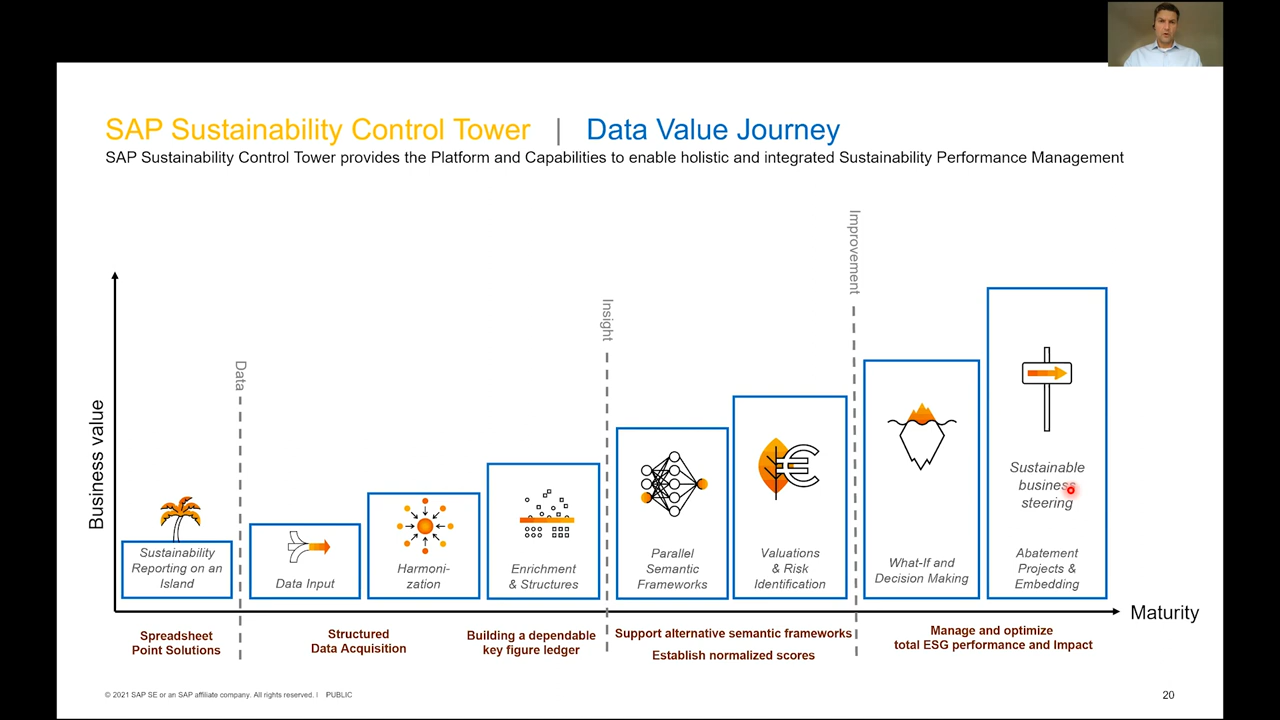 SAP Sustainability Control Tower | Data Value Journey
SAP Sustainability Control Tower provides the Platform and Capabilities to enable holistic and integrated Sustainability Performance Management
Business value
Data
Insight
Improvement
Sustainability
Reporting on an
Island
Data Input
Harmoni-
zation
Enrichment
& Structures
Parallel
Semantic
Frameworks
Valuations
& Risk
Identification
What-If and
Decision Making
Sustainable
business
steering
Abatement
Projects &
Embedding
Maturity
Spreadsheet
Point Solutions
Structured
Data Acquisition
Building a dependable
key figure ledger
Support alternative semantic frameworks
Establish normalized scores
Manage and optimize
total ESG performance and Impact
© 2021 SAP SE or an SAP affiliate company. All rights reserved. | PUBLIC
20